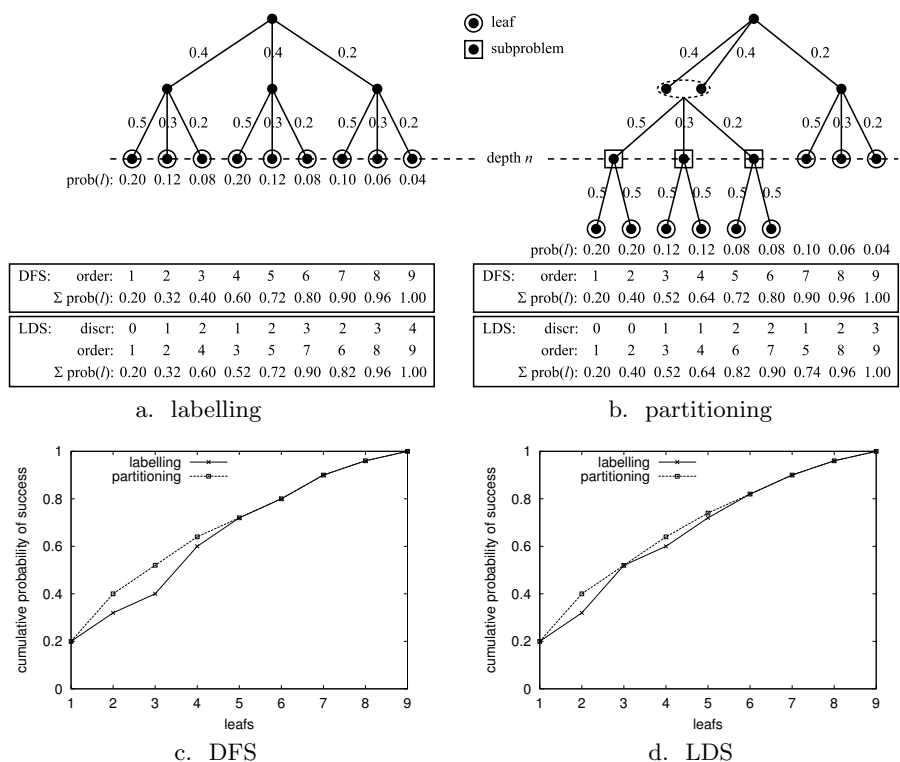 leaf
subproblem
0.4 0.4 0.2
0.4 0.4 0.2
0.5 0.3 0.2 0.5 0.3 0.2 0.5 0.3 0.2
0.5 0.3 0.2 0.5 0.3 0.2
depth n
prob(l): 0.20 0.12 0.08 0.20 0.12 0.08 0.10 0.06 0.04
0.5 0.5 0.5 0.5 0.5 0.5
prob(l): 0.20 0.20 0.12 0.12 0.08 0.08 0.10 0.06 0.04
DFS: order: 1 2 3 4 5 6 7 8 9
Σ prob(l): 0.20 0.32 0.40 0.60 0.72 0.80 0.90 0.96 1.00
LDS: discr: 0 1 2 1 2 3 2 3 4
order: 1 2 4 3 5 7 6 8 9
Σ prob(l): 0.20 0.32 0.60 0.52 0.72 0.90 0.82 0.96 1.00
a. labelling
DFS: order: 1 2 3 4 5 6 7 8 9
Σ prob(l): 0.20 0.40 0.52 0.64 0.72 0.80 0.90 0.96 1.00
LDS: discr: 0 0 1 1 2 2 1 2 3
order: 1 2 3 4 6 7 5 8 9
Σ prob(l): 0.20 0.40 0.52 0.64 0.82 0.90 0.74 0.96 1.00
b. partitioning
labelling
partitioning
cumulative probability of success
1
0.8
0.6
0.4
0.2
0
1 2 3 4 5 6 7 8 9
leafs
c. DFS
labelling
partitioning
cumulative probability of success
1
0.8
0.6
0.4
0.2
0
1 2 3 4 5 6 7 8 9
leafs
d. LDS